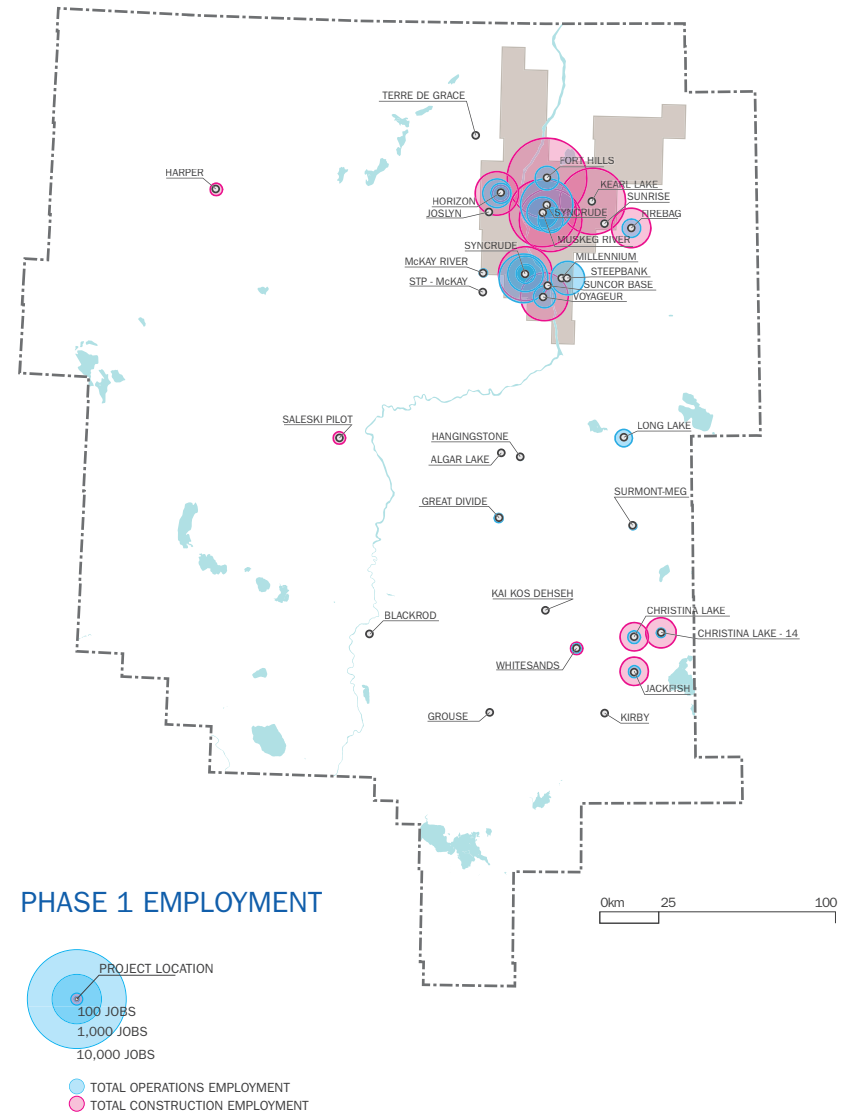 TERRE DE GRACE
FORT HILLS
HARPER
KEARL LAKE
SUNRISE
HORIZON
JOSLYN
SYNCRUDE
FIREBAG
MUSKEG RIVER
SYNCRUDE
MILLENNIUM
McKAY RIVER
STEEPBANK
STP - McKAY
SUNCOR BASE
VOYAGEUR
SALESKI PILOT
LONG LAKE
HANGINGSTONE
ALGAR LAKE
GREAT DIVIDE
SURMONT-MEG
KAI KOS DEHSEH
CHRISTINA LAKE
BLACKROD
CHRISTINA LAKE - 14
WHITESANDS
JACKFISH
GROUSE
KIRBY
PHASE 1 EMPLOYMENT
0km 25 100
PROJECT LOCATION
100 JOBS
1,000 JOBS
10,000 JOBS
TOTAL OPERATIONS EMPLOYMENT
TOTAL CONSTRUCTION EMPLOYMENT